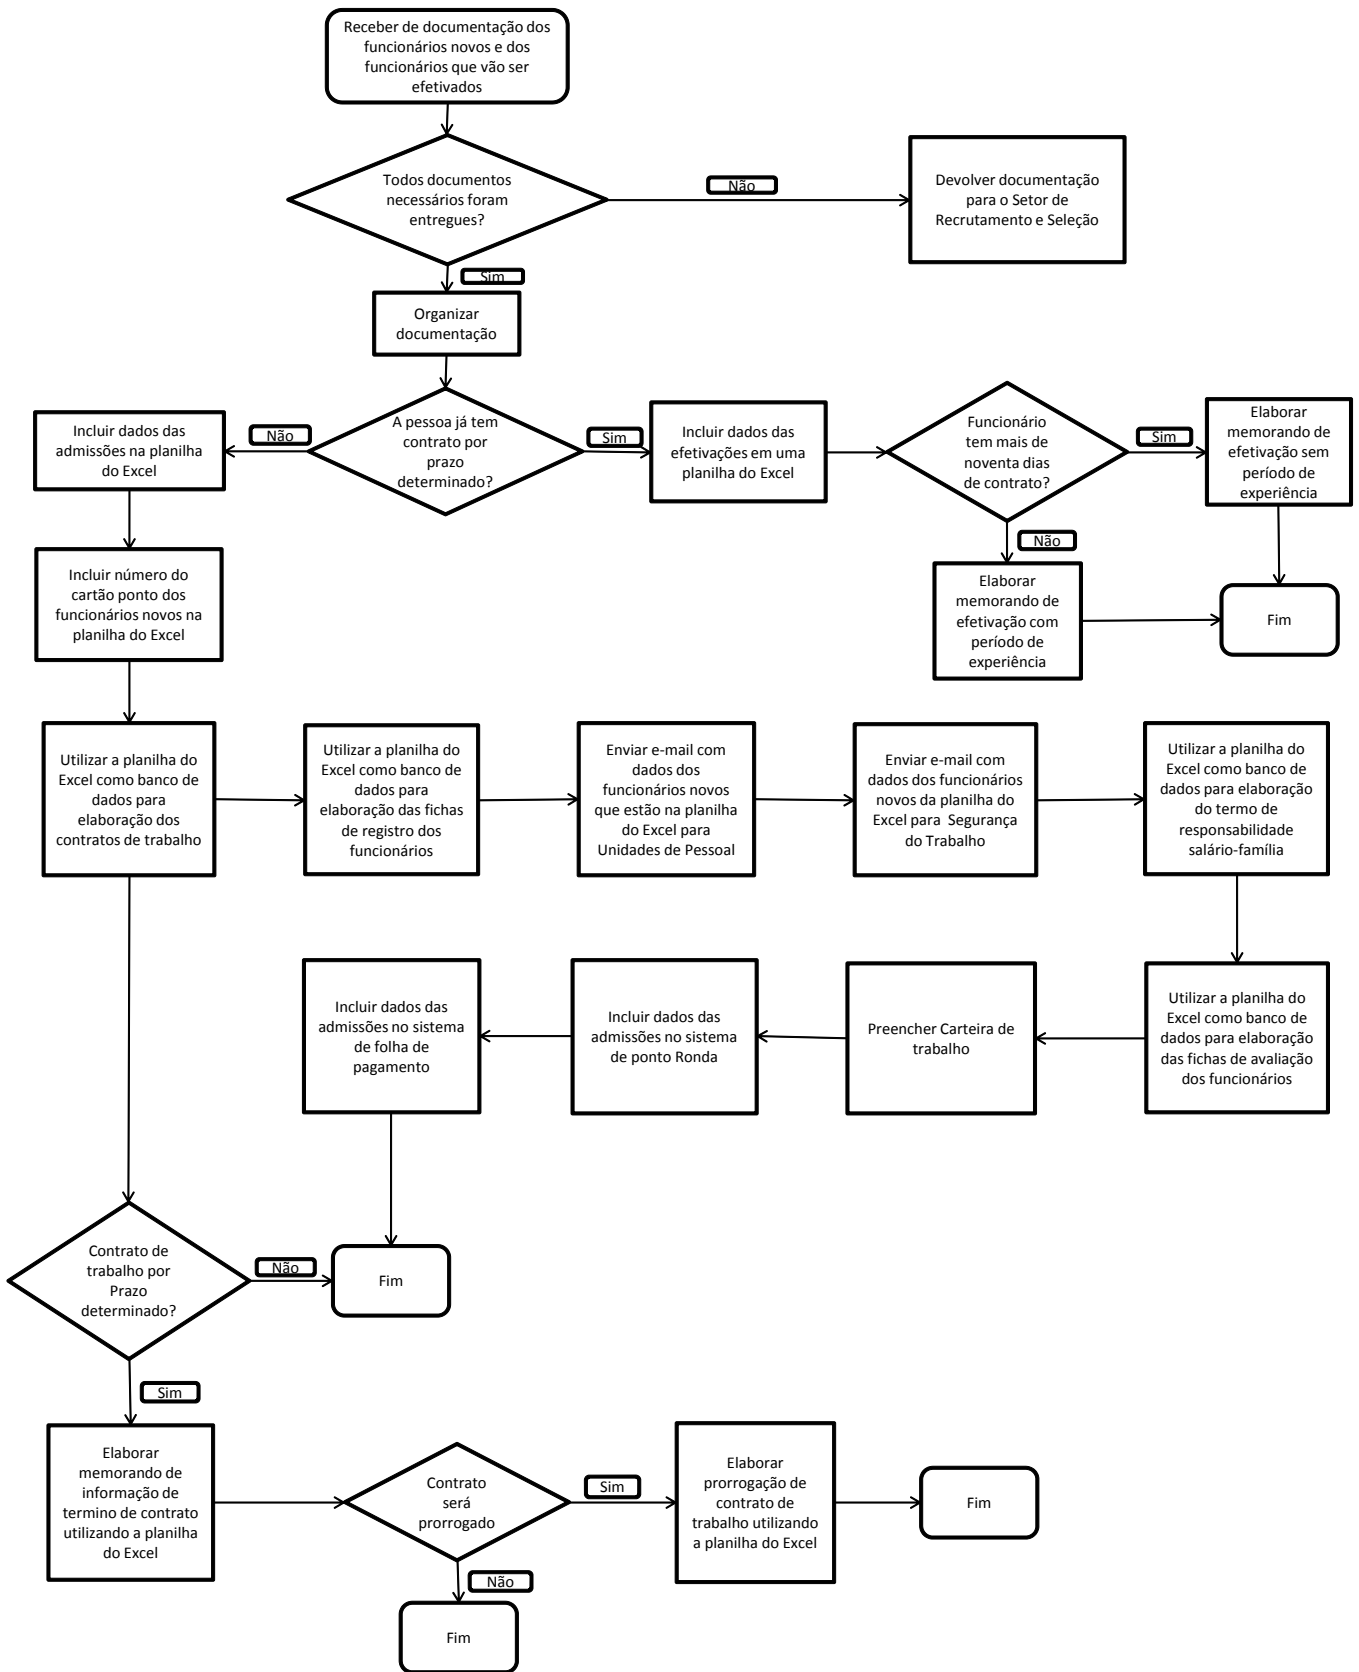 Receber de documentação dos
funcionários novos e dos
funcionários que vão ser
efetivados
Todos documentos
necessários foram
entregues?
Não
Devolver documentação
para o Setor de
Recrutamento e Seleção
Sim
Organizar
documentação
A pessoa já tem
contrato por
prazo
determinado?
Não
Incluir dados das
admissões na planilha
do Excel
Sim
Incluir dados das
efetivações em uma
planilha do Excel
Funcionário
tem mais de
noventa dias
de contrato?
Sim
Elaborar
memorando de
efetivação sem
período de
experiência
Não
Elaborar
memorando de
efetivação com
período de
experiência
Fim
Incluir número do
cartão ponto dos
funcionários novos na
planilha do Excel
Utilizar a planilha do
Excel como banco de
dados para
elaboração dos
contratos de trabalho
Utilizar a planilha do
Excel como banco de
dados para
elaboração das fichas
de registro dos
funcionários
Enviar e-mail com
dados dos
funcionários novos
que estão na planilha
do Excel para
Unidades de Pessoal
Enviar e-mail com
dados dos funcionários
novos da planilha do
Excel para Segurança
do Trabalho
Utilizar a planilha do
Excel como banco de
dados para elaboração
do termo de
responsabilidade
salário-família
Incluir dados das
admissões no sistema
de folha de
pagamento
Incluir dados das
admissões no sistema
de ponto Ronda
Preencher Carteira de
trabalho
Utilizar a planilha do
Excel como banco de
dados para elaboração
das fichas de avaliação
dos funcionários
Contrato de
trabalho por
Prazo
determinado?
Não
Fim
Sim
Elaborar
memorando de
informação de
termino de contrato
utilizando a planilha
do Excel
Contrato
será
prorrogado
Sim
Elaborar
prorrogação de
contrato de
trabalho utilizando
a planilha do Excel
Fim
Não
Fim